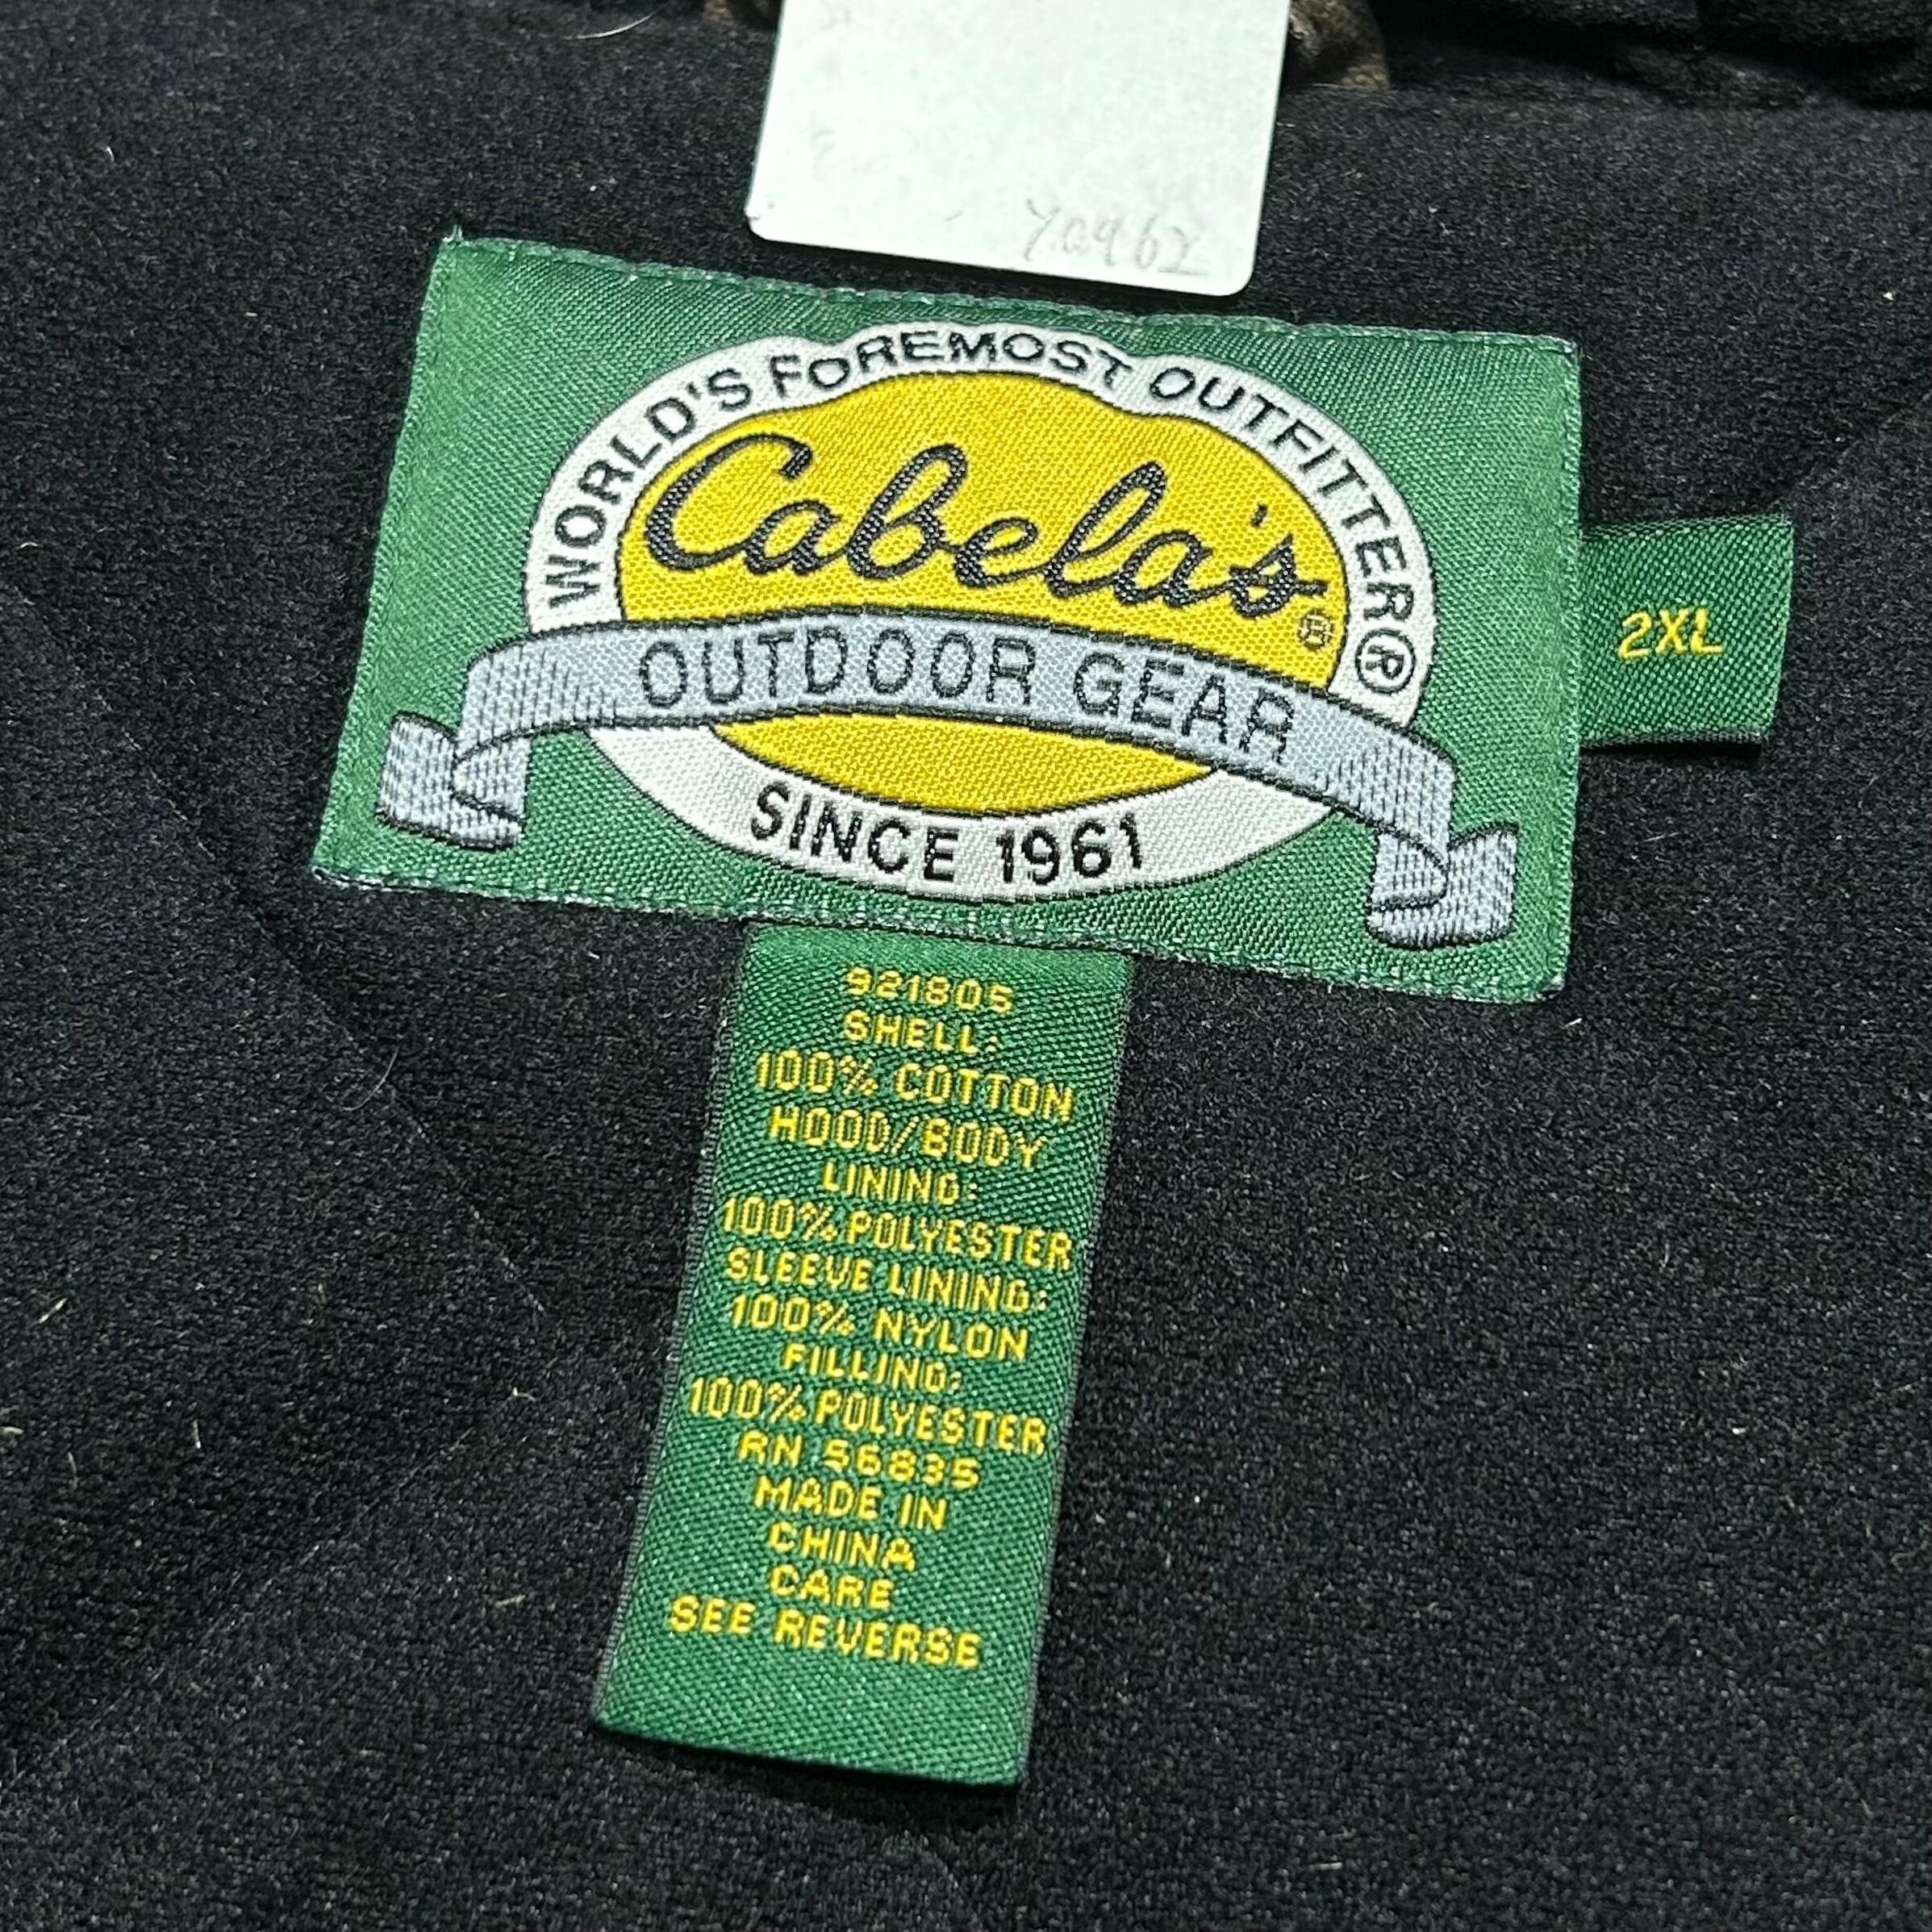 WORLD'S FOREMOST OUTFITTER®
Cabela's®
OUTDOOR GEAR
SINCE 1961
2XL
921805
SHELL:
100% COTTON
HOOD/BODY
LINING:
100% POLYESTER
SLEEVE LINING:
100% NYLON
FILLING:
100% POLYESTER
RN 56835
MADE IN
CHINA
CARE
SEE REVERSE